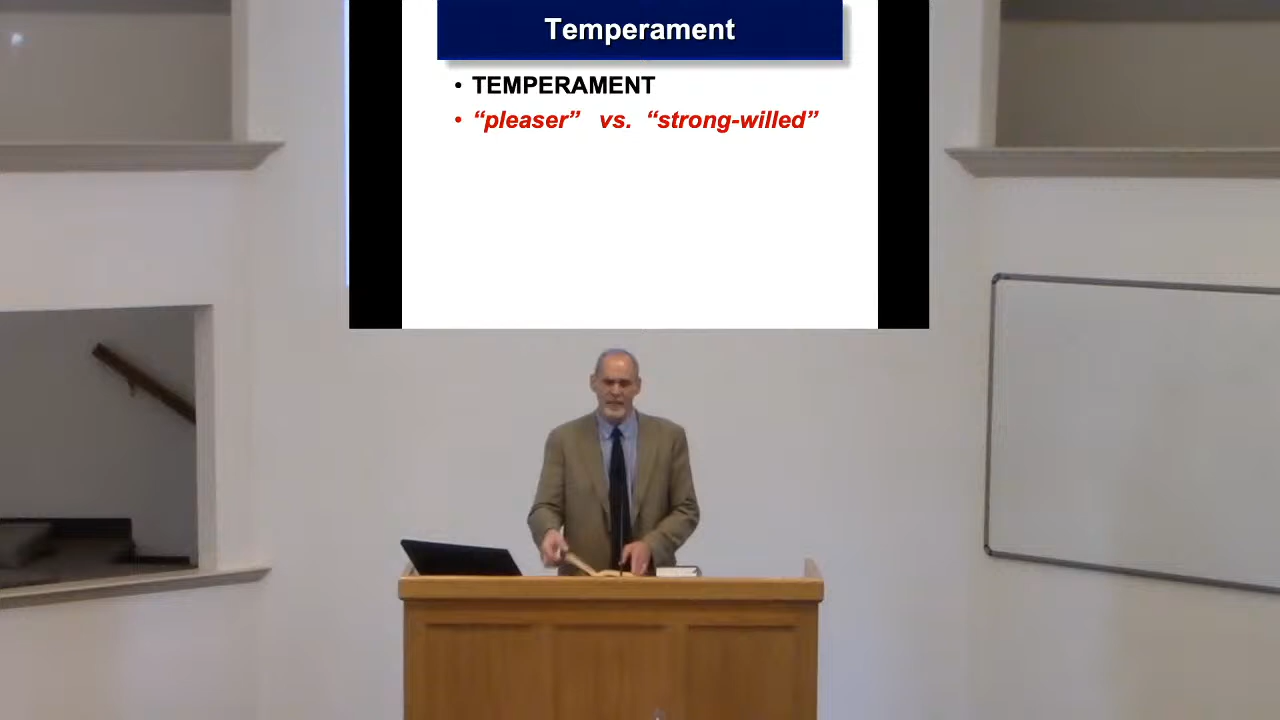 Temperament
• TEMPERAMENT
• “pleaser” vs. “strong-willed”